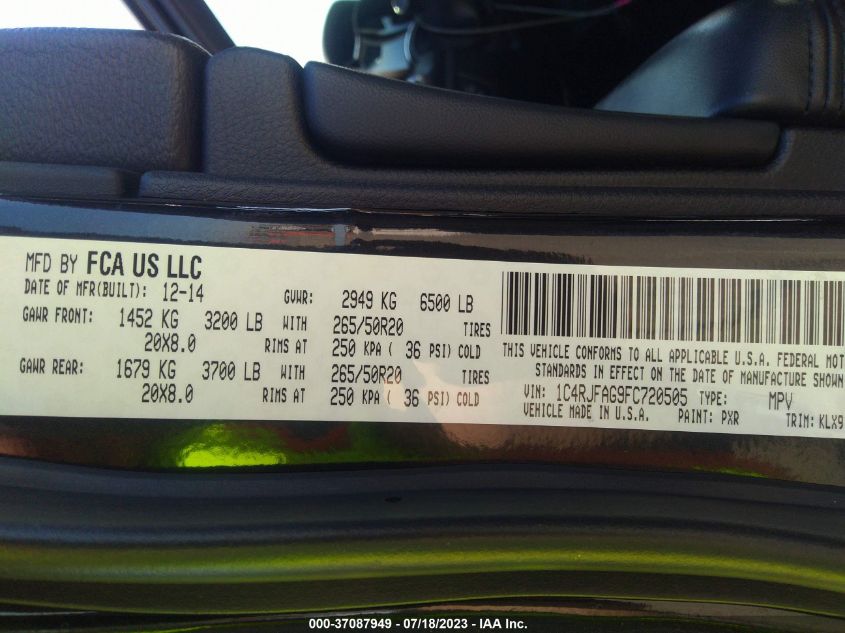 MFD BY FCA US LLC
DATE OF MFR(BUILT): 12-14 GVWR: 2949 KG 6500 LB
GAWR FRONT: 1452 KG 3200 LB WITH 265/50R20 TIRES
20X8.0 RIMS AT 250 KPA ( 36 PSI) COLD
GAWR REAR: 1679 KG 3700 LB WITH 265/50R20 TIRES
20X8.0 RIMS AT 250 KPA ( 36 PSI) COLD
THIS VEHICLE CONFORMS TO ALL APPLICABLE U.S.A. FEDERAL MOT
STANDARDS IN EFFECT ON THE DATE OF MANUFACTURE SHOWN
VIN: 1C4RJFAG9FC720505 TYPE: MPV
VEHICLE MADE IN U.S.A. PAINT: PXR TRIM: KLX9
000-37087949 - 07/18/2023 - IAA Inc.